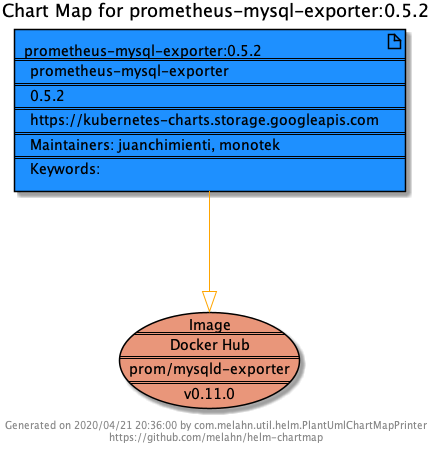 Chart Map for prometheus-mysql-exporter:0.5.2
prometheus-mysql-exporter:0.5.2
prometheus-mysql-exporter
0.5.2
https://kubernetes-charts.storage.googleapis.com
Maintainers: juanchimienti, monotek
Keywords:
Image
Docker Hub
prom/mysqld-exporter
v0.11.0
Generated on 2020/04/21 20:36:00 by com.melahn.util.helm.PlantUmlChartMapPrinter
https://github.com/melahn/helm-chartmap